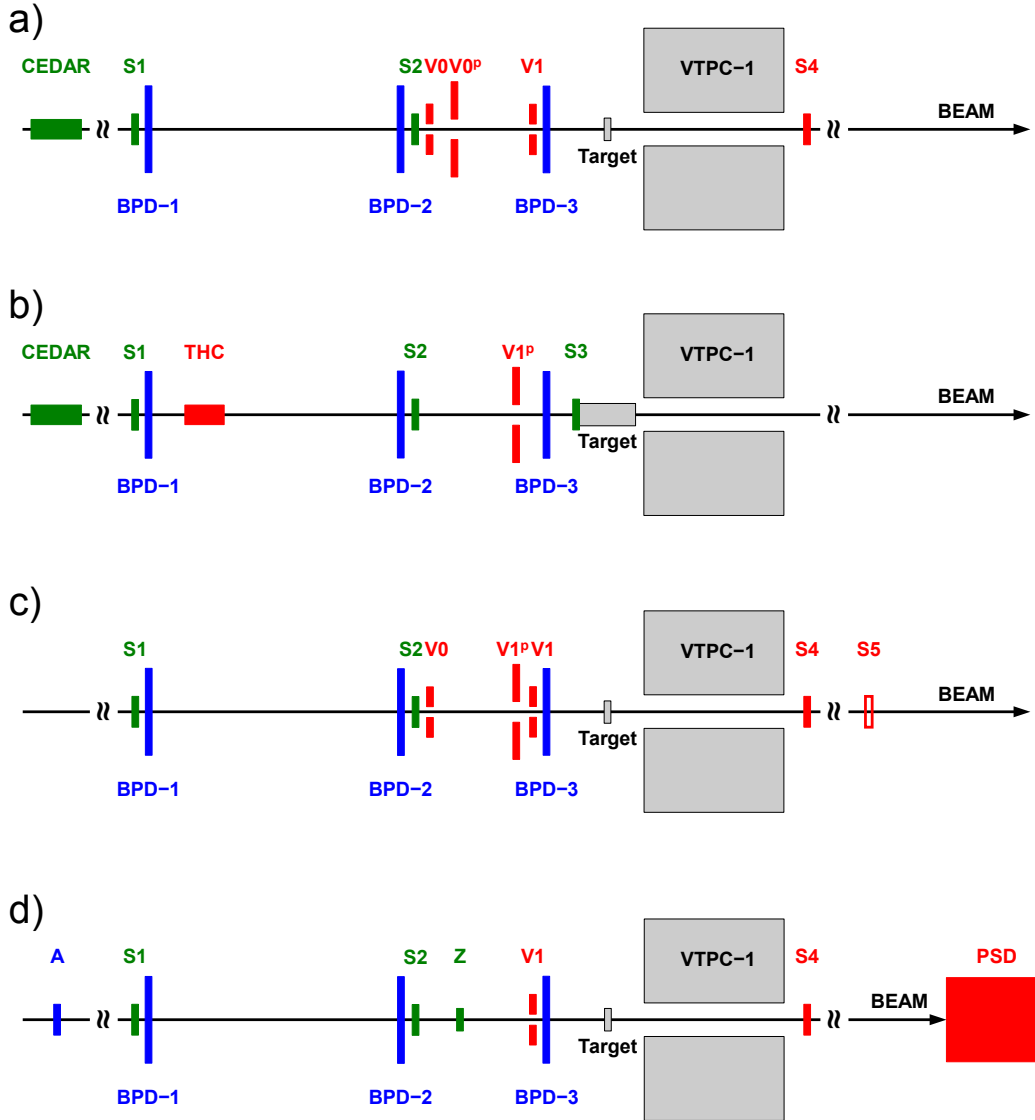 a)
CEDAR S1 S2 V0 V0ᵖ V1 VTPC−1 S4
BEAM
Target
BPD−1 BPD−2 BPD−3
b)
CEDAR S1 THC S2 V1ᵖ S3 VTPC−1
BEAM
Target
BPD−1 BPD−2 BPD−3
c)
S1 S2 V0 V1ᵖ V1 VTPC−1 S4 S5
BEAM
Target
BPD−1 BPD−2 BPD−3
d)
A S1 S2 Z V1 VTPC−1 S4 PSD
BEAM
Target
BPD−1 BPD−2 BPD−3